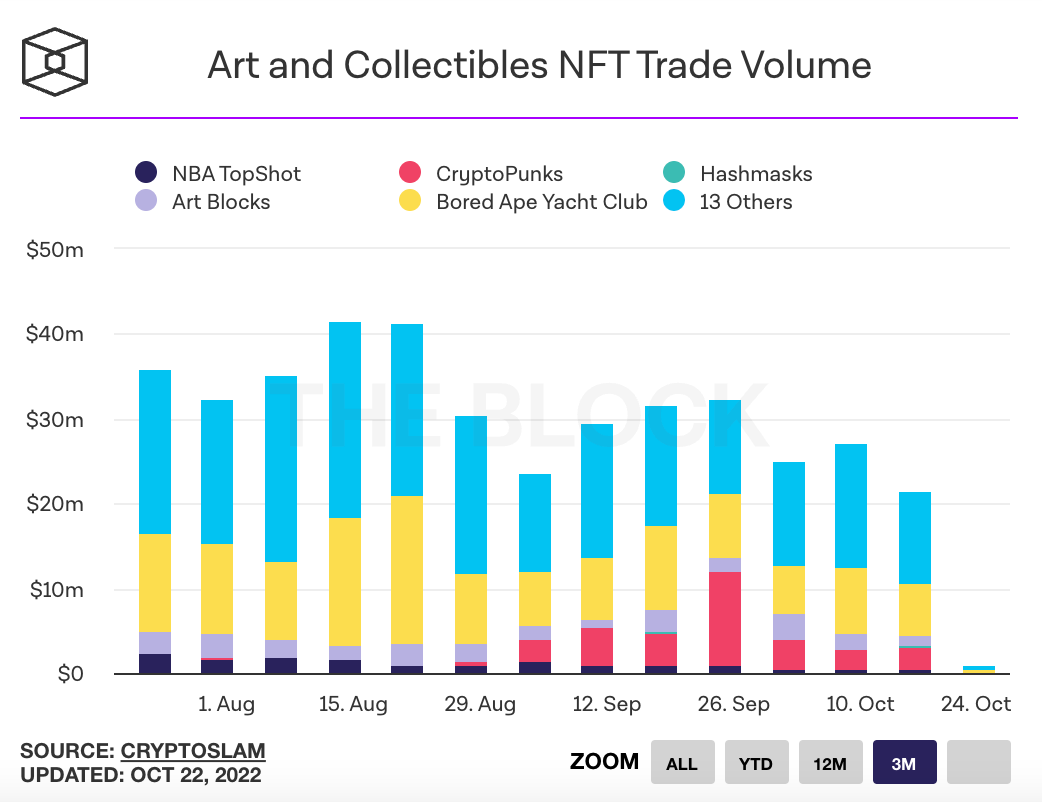 Art and Collectibles NFT Trade Volume
NBA TopShot
CryptoPunks
Hashmasks
Art Blocks
Bored Ape Yacht Club
13 Others
$50m
$40m
$30m
$20m
$10m
$0
THE BLOCK
1. Aug
15. Aug
29. Aug
12. Sep
26. Sep
10. Oct
24. Oct
SOURCE: CRYPTOSLAM
UPDATED: OCT 22, 2022
ZOOM
ALL
YTD
12M
3M